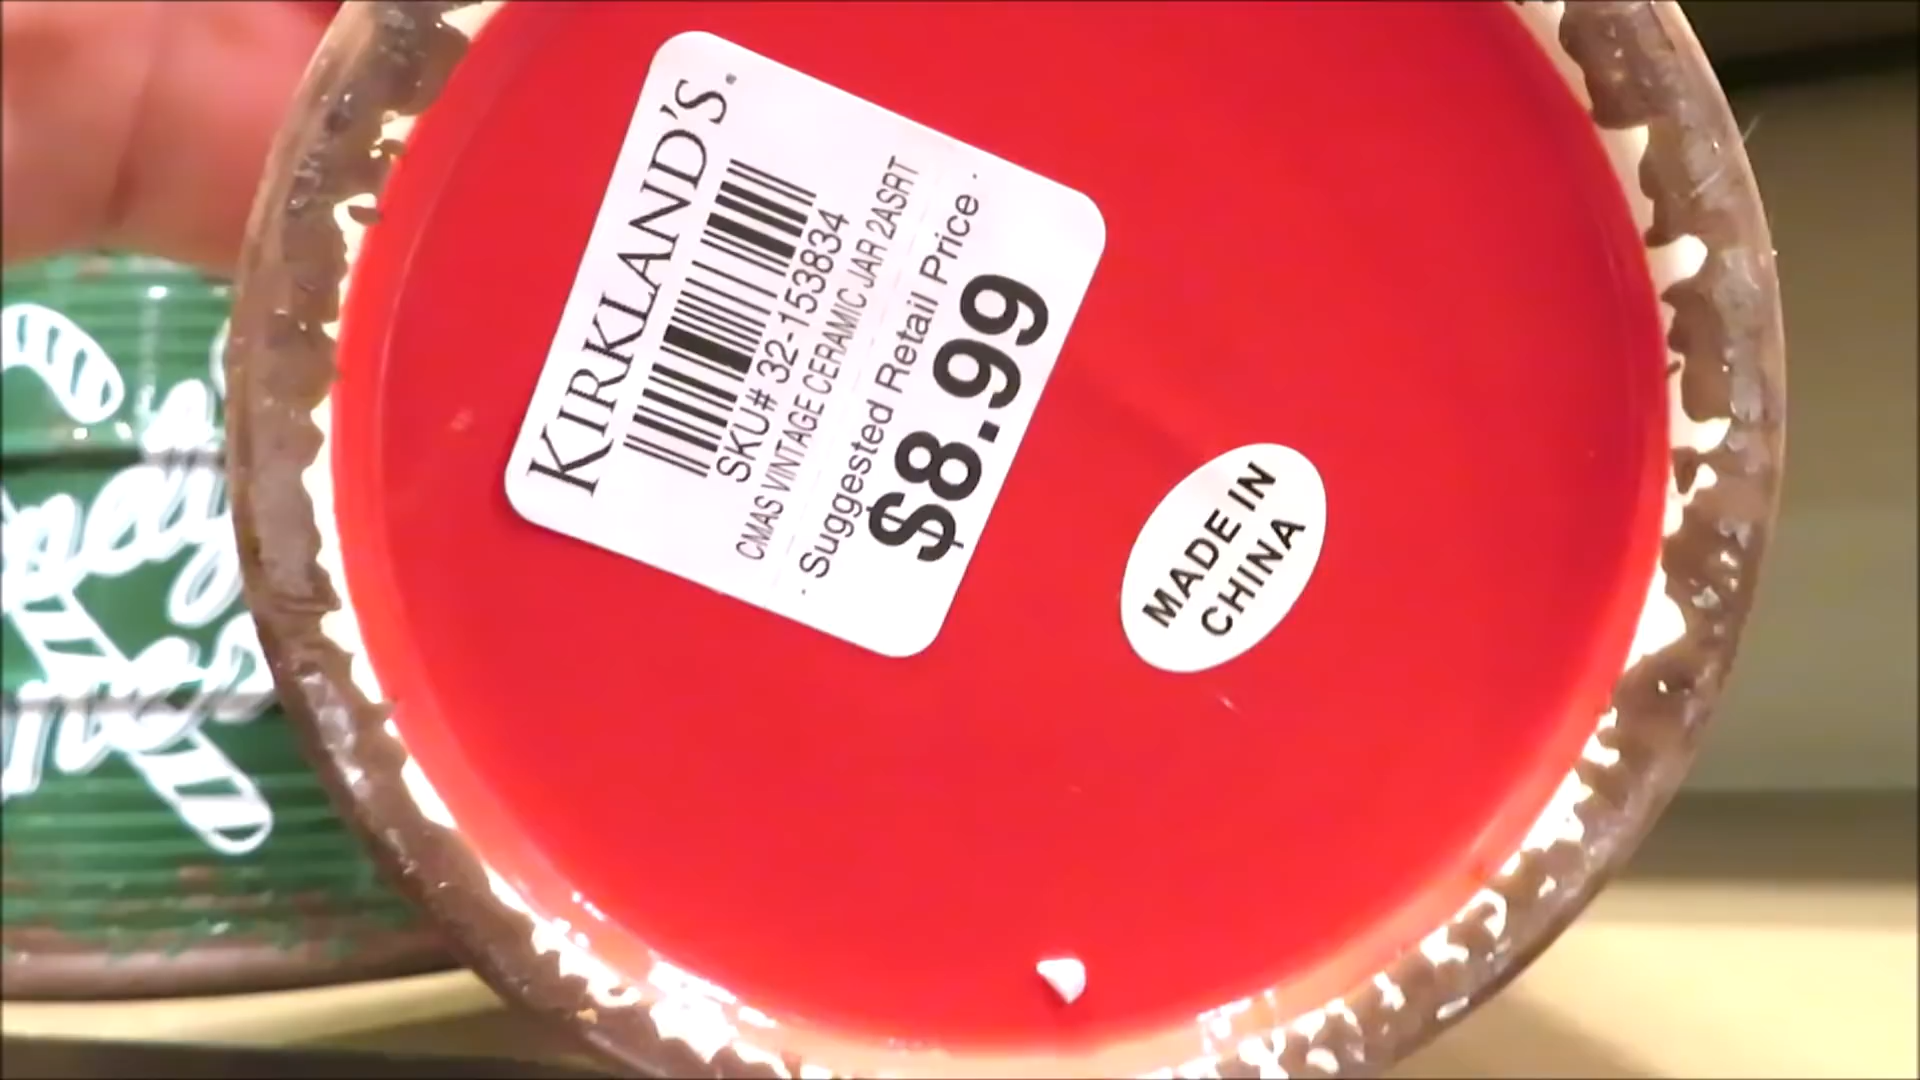 KIRKLAND'S
SKU# 32-153834
CMAS VINTAGE CERAMIC JAR 2ASRT
Suggested Retail Price
$8.99
MADE IN
CHINA